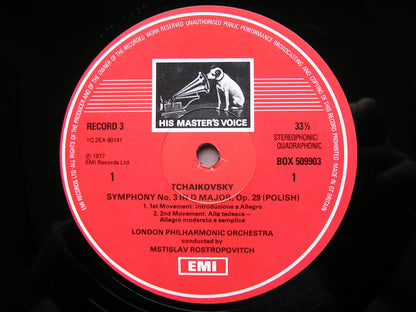 ALL RIGHTS OF THE PRODUCER AND OF THE OWNER OF THE RECORDED WORK RESERVED UNAUTHORISED PUBLIC PERFORMANCE BROADCASTING AND COPYING OF THIS RECORD PROHIBITED MADE IN GT BRITAIN
EMI RECORDS LTD
HIS MASTER'S VOICE
RECORD 3
YO.2EA 60141
33⅓
STEREOPHONIC/
QUADRAPHONIC
℗ 1977
EMI Records Ltd
BOX 509903
1
1
TCHAIKOVSKY
SYMPHONY No. 3 IN D MAJOR, Op. 29 (POLISH)
1. 1st Movement: Introduzione e Allegro
2. 2nd Movement: Alla tedesca —
Allegro moderato e semplice
LONDON PHILHARMONIC ORCHESTRA
conducted by
MSTISLAV ROSTROPOVITCH
EMI